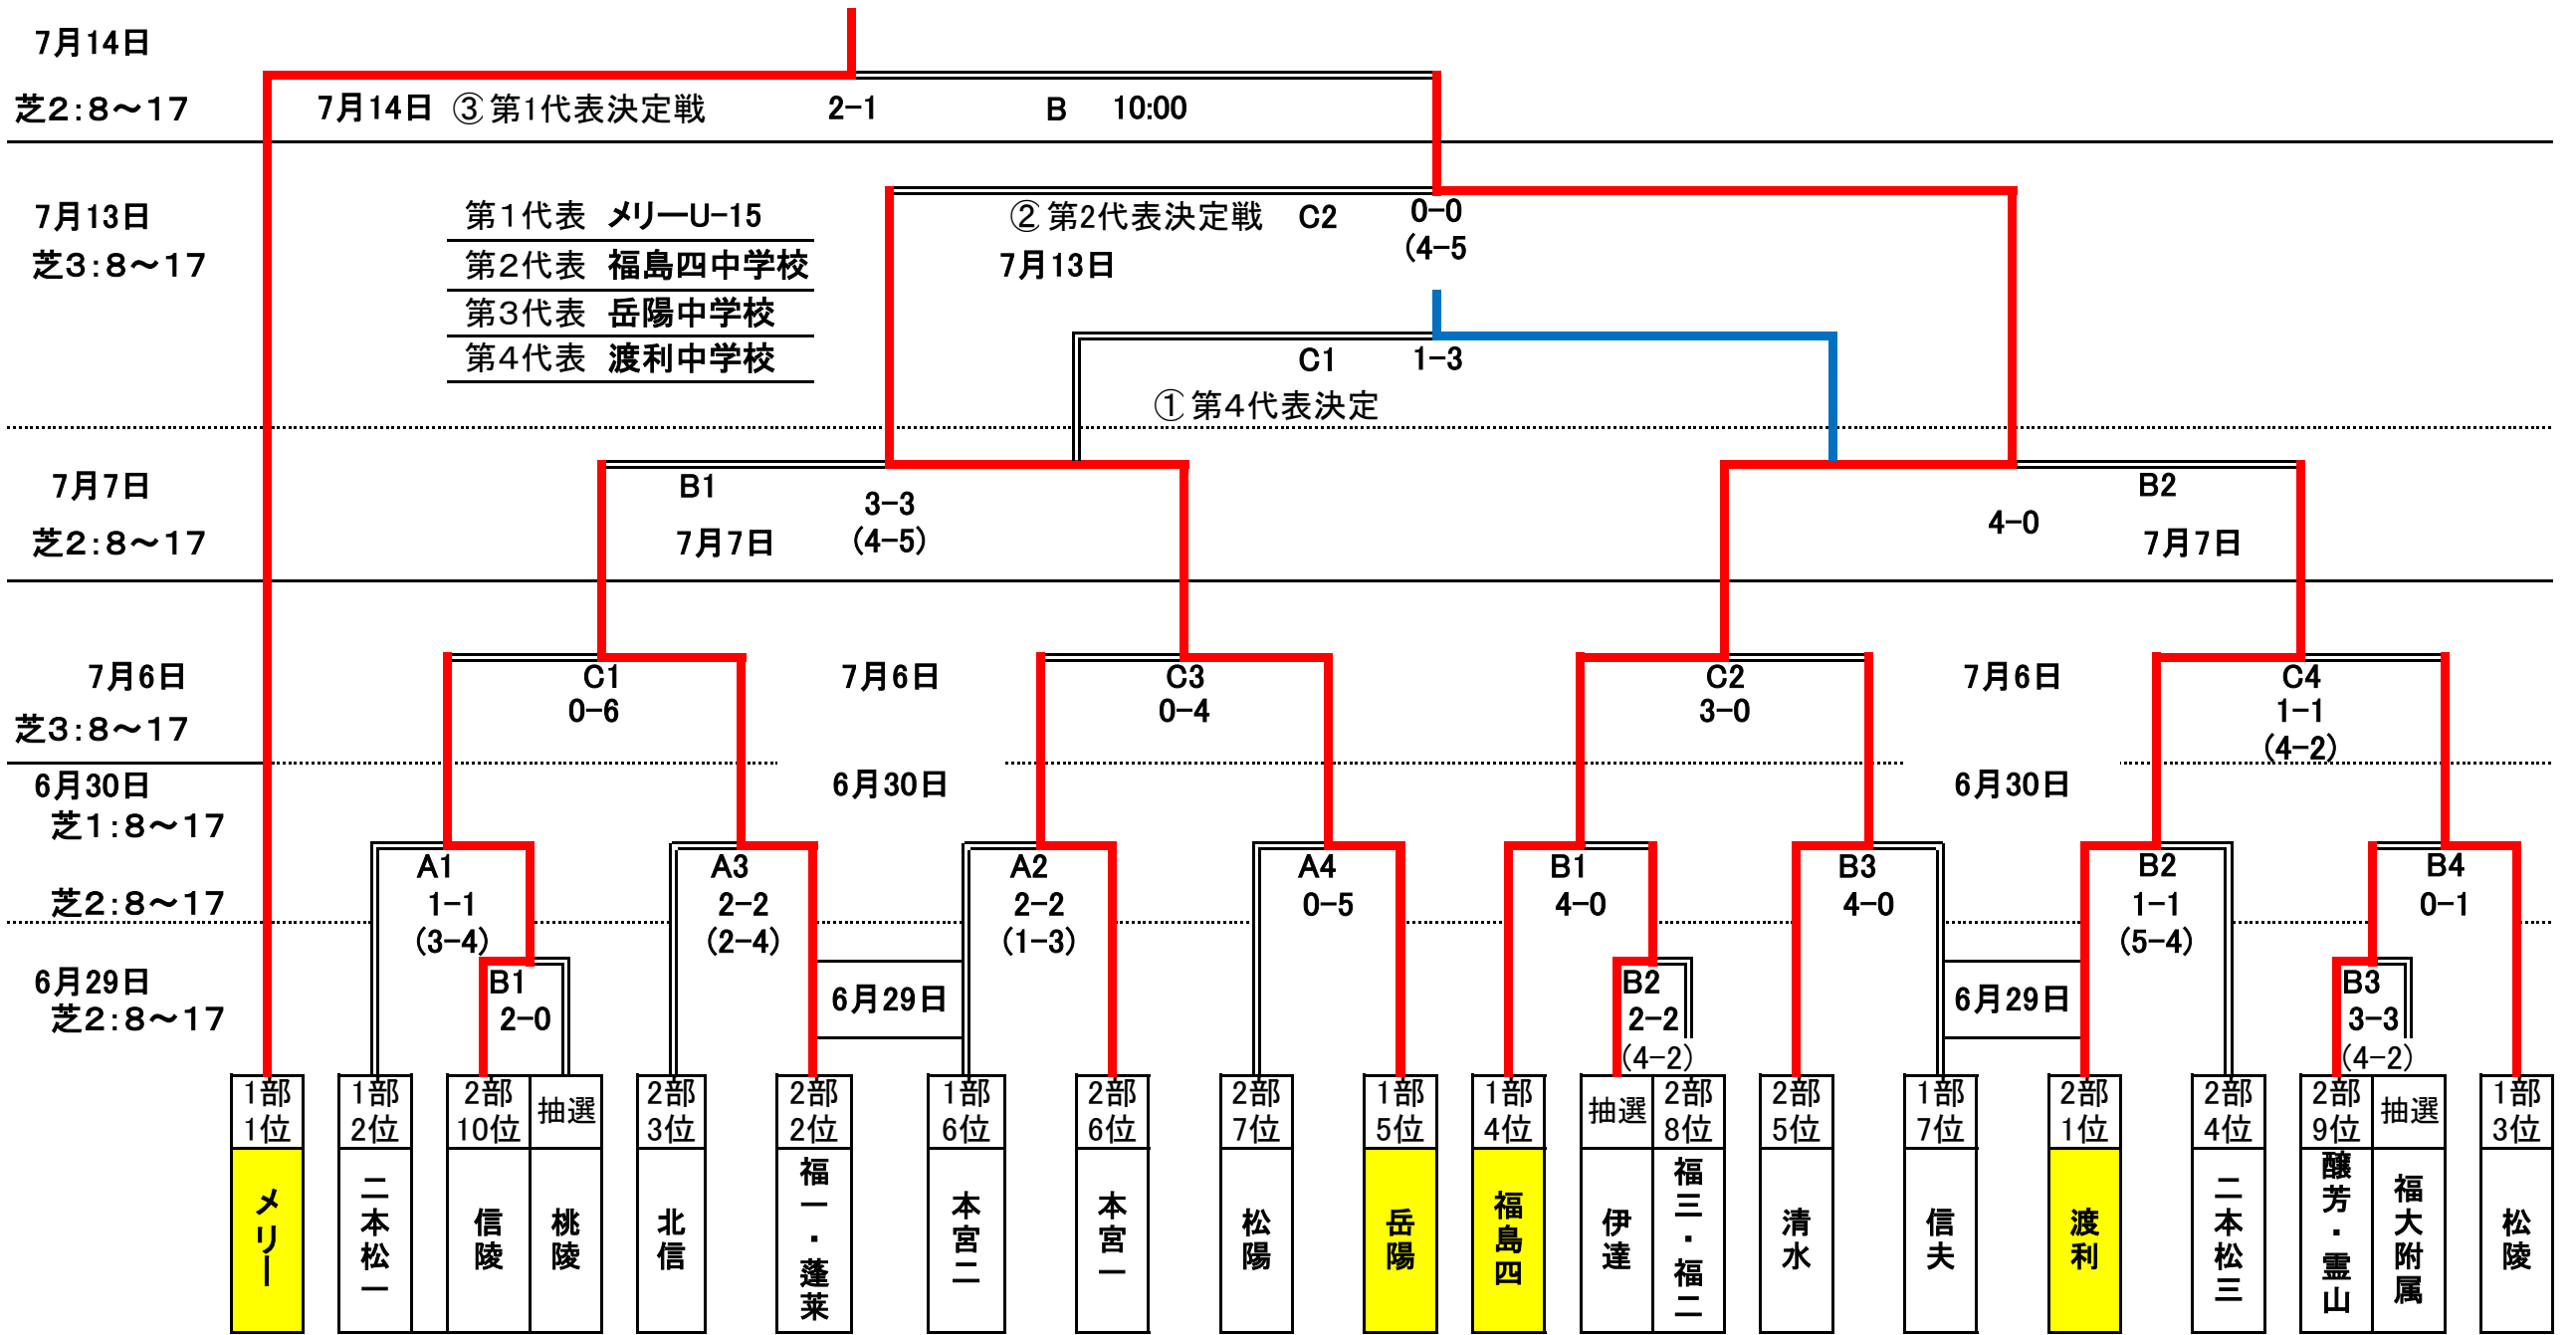 7月14日
芝2:8～17
7月14日 ③第1代表決定戦 2-1 B 10:00
7月13日
芝3:8～17
第1代表 メリーU-15
第2代表 福島四中学校
第3代表 岳陽中学校
第4代表 渡利中学校
②第2代表決定戦 C2 0-0
(4-5
7月13日
C1 1-3
①第4代表決定
7月7日
芝2:8～17
B1
3-3
7月7日 (4-5)
B2
4-0
7月7日
7月6日
芝3:8～17
C1
0-6
7月6日
C3
0-4
C2
3-0
7月6日
C4
1-1
(4-2)
6月30日
芝1:8～17
芝2:8～17
6月30日
6月30日
A1
1-1
(3-4)
A3
2-2
(2-4)
A2
2-2
(1-3)
A4
0-5
B1
4-0
B3
4-0
B2
1-1
(5-4)
B4
0-1
6月29日
芝2:8～17
B1
2-0
6月29日
B2
2-2
(4-2)
6月29日
B3
3-3
(4-2)
1部
1位
メリー
1部
2位
二本松一
2部
10位
信陵
抽選
桃陵
2部
3位
北信
2部
2位
福一・蓬莱
1部
6位
本宮二
2部
6位
本宮一
2部
7位
松陽
1部
5位
岳陽
1部
4位
福島四
抽選
伊達
2部
8位
福三・福二
2部
5位
清水
1部
7位
信夫
2部
1位
渡利
2部
4位
二本松三
2部
9位
醸芳・霊山
抽選
福大附属
1部
3位
松陵